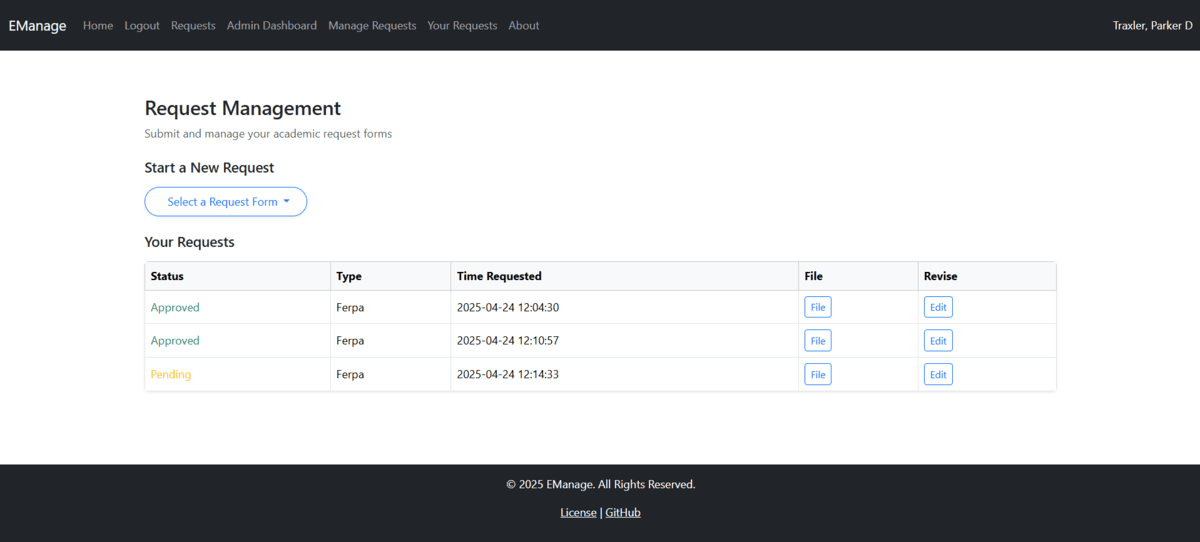 EManage Home Logout Requests Admin Dashboard Manage Requests Your Requests About Traxler, Parker D
Request Management
Submit and manage your academic request forms
Start a New Request
Select a Request Form
Your Requests
Status Type Time Requested File Revise
Approved Ferpa 2025-04-24 12:04:30 File Edit
Approved Ferpa 2025-04-24 12:10:57 File Edit
Pending Ferpa 2025-04-24 12:14:33 File Edit
© 2025 EManage. All Rights Reserved.
License | GitHub